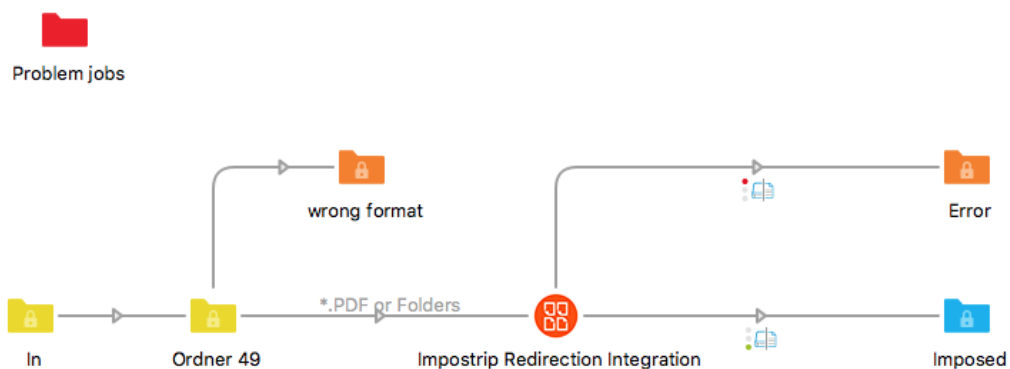 Problem jobs
wrong format
Error
*.PDF or Folders
In
Ordner 49
Impostrip Redirection Integration
Imposed